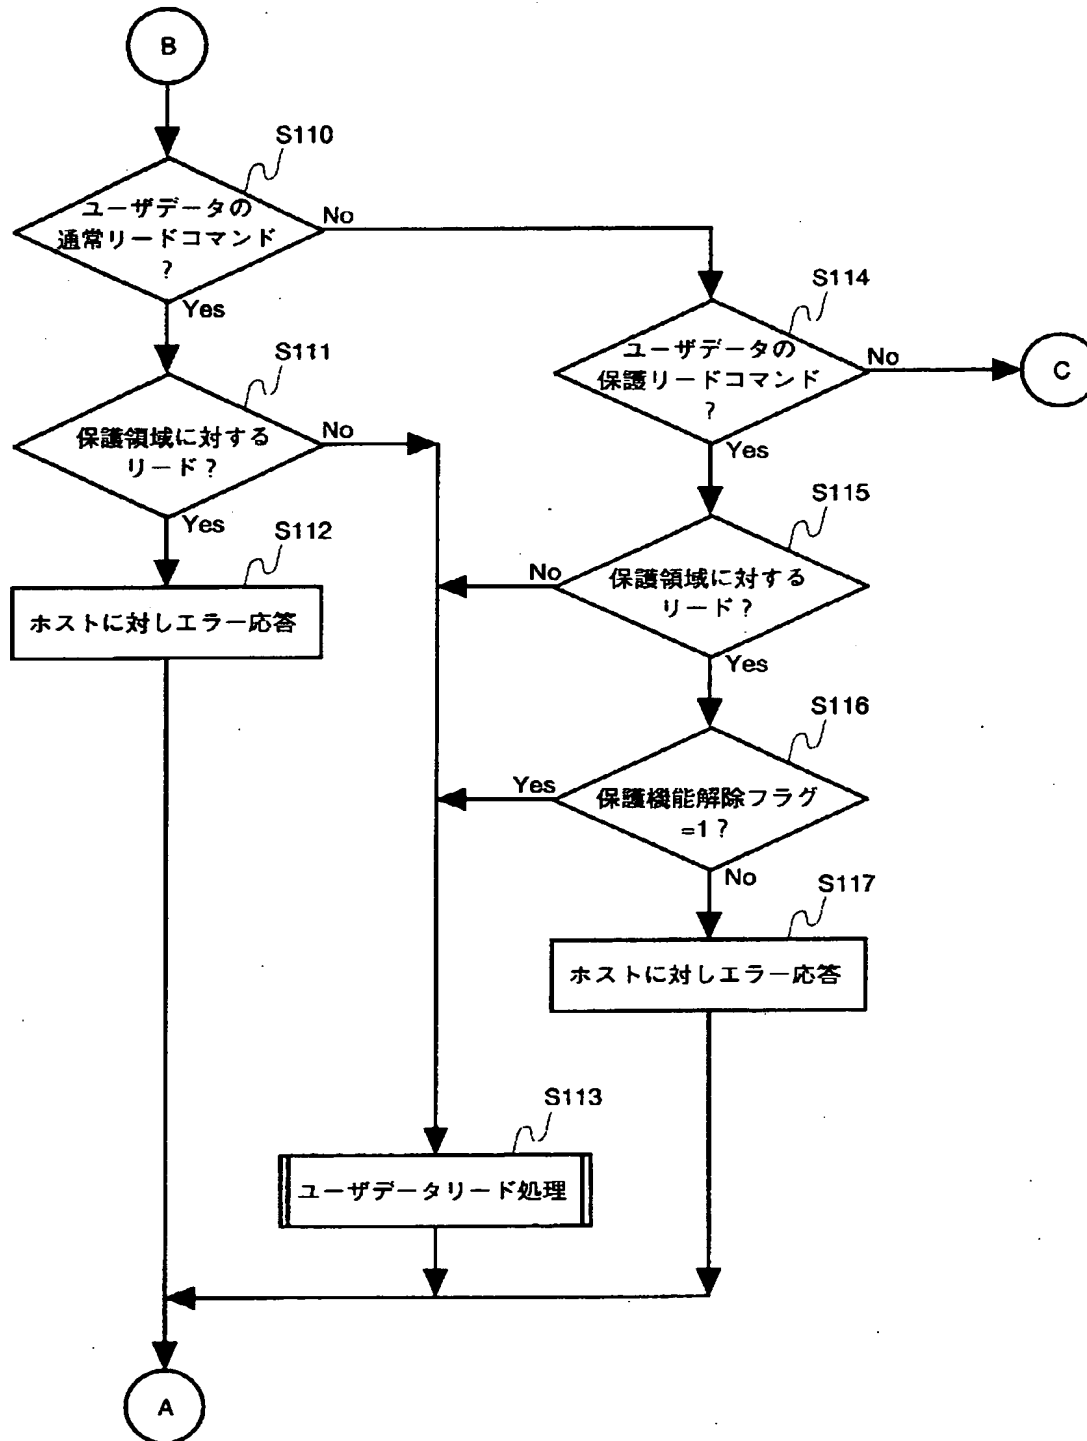 B
S110
ユーザデータの
通常リードコマンド
?
No
Yes
S114
ユーザデータの
保護リードコマンド
?
No
C
Yes
S111
保護領域に対する
リード?
No
Yes
S115
保護領域に対する
リード?
No
Yes
S112
ホストに対しエラー応答
S116
保護機能解除フラグ
=1?
Yes
No
S117
ホストに対しエラー応答
S113
ユーザデータリード処理
A